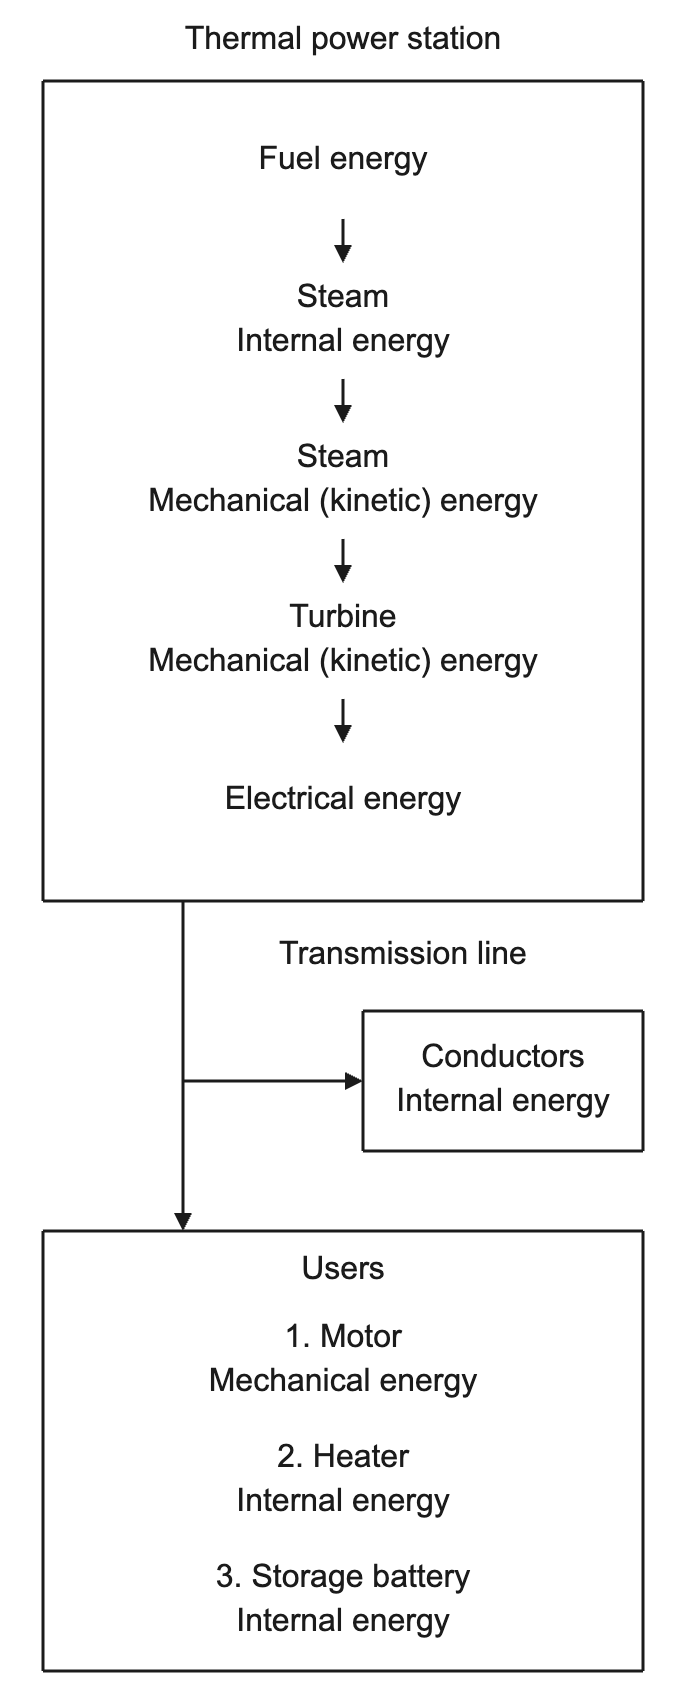 Thermal power station
Fuel energy
Steam
Internal energy
Steam
Mechanical (kinetic) energy
Turbine
Mechanical (kinetic) energy
Electrical energy
Transmission line
Conductors
Internal energy
Users
1. Motor
Mechanical energy
2. Heater
Internal energy
3. Storage battery
Internal energy